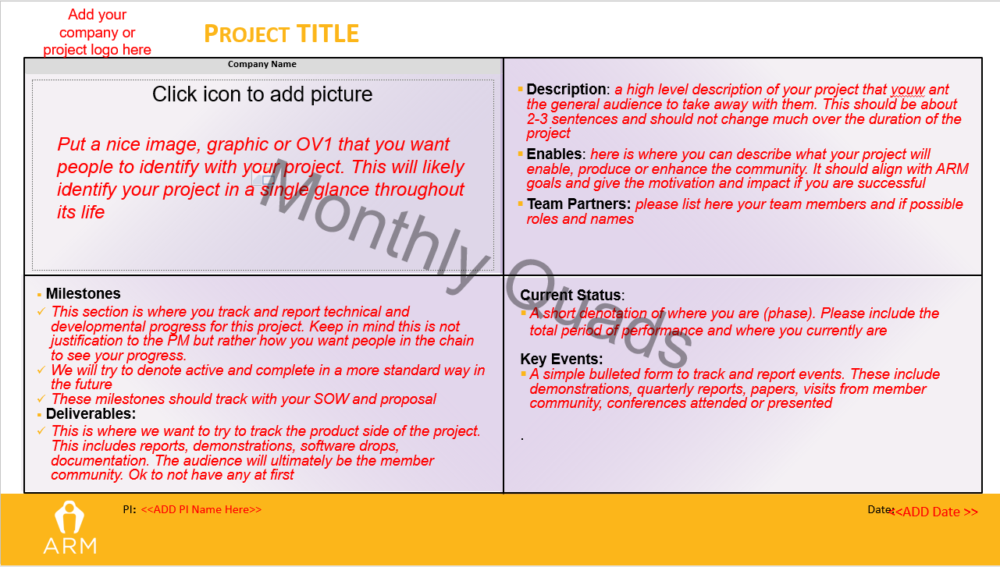 Add your
company or
project logo here
PROJECT TITLE
Company Name
Click icon to add picture
Put a nice image, graphic or OV1 that you want
people to identify with your project. This will likely
identify your project in a single glance throughout
its life
▪ Description: a high level description of your project that youw ant
the general audience to take away with them. This should be about
2-3 sentences and should not change much over the duration of the
project
▪ Enables: here is where you can describe what your project will
enable, produce or enhance the community. It should align with ARM
goals and give the motivation and impact if you are successful
▪ Team Partners: please list here your team members and if possible
roles and names
Monthly Quads
▪ Milestones
✓ This section is where you track and report technical and
developmental progress for this project. Keep in mind this is not
justification to the PM but rather how you want people in the chain
to see your progress.
✓ We will try to denote active and complete in a more standard way in
the future
✓ These milestones should track with your SOW and proposal
▪ Deliverables:
✓ This is where we want to try to track the product side of the project.
This includes reports, demonstrations, software drops,
documentation. The audience will ultimately be the member
community. Ok to not have any at first
Current Status:
▪ A short denotation of where you are (phase). Please include the
total period of performance and where you currently are
Key Events:
▪ A simple bulleted form to track and report events. These include
demonstrations, quarterly reports, papers, visits from member
community, conferences attended or presented
.
ARM
PI: <<ADD PI Name Here>>
Date: <<ADD Date >>